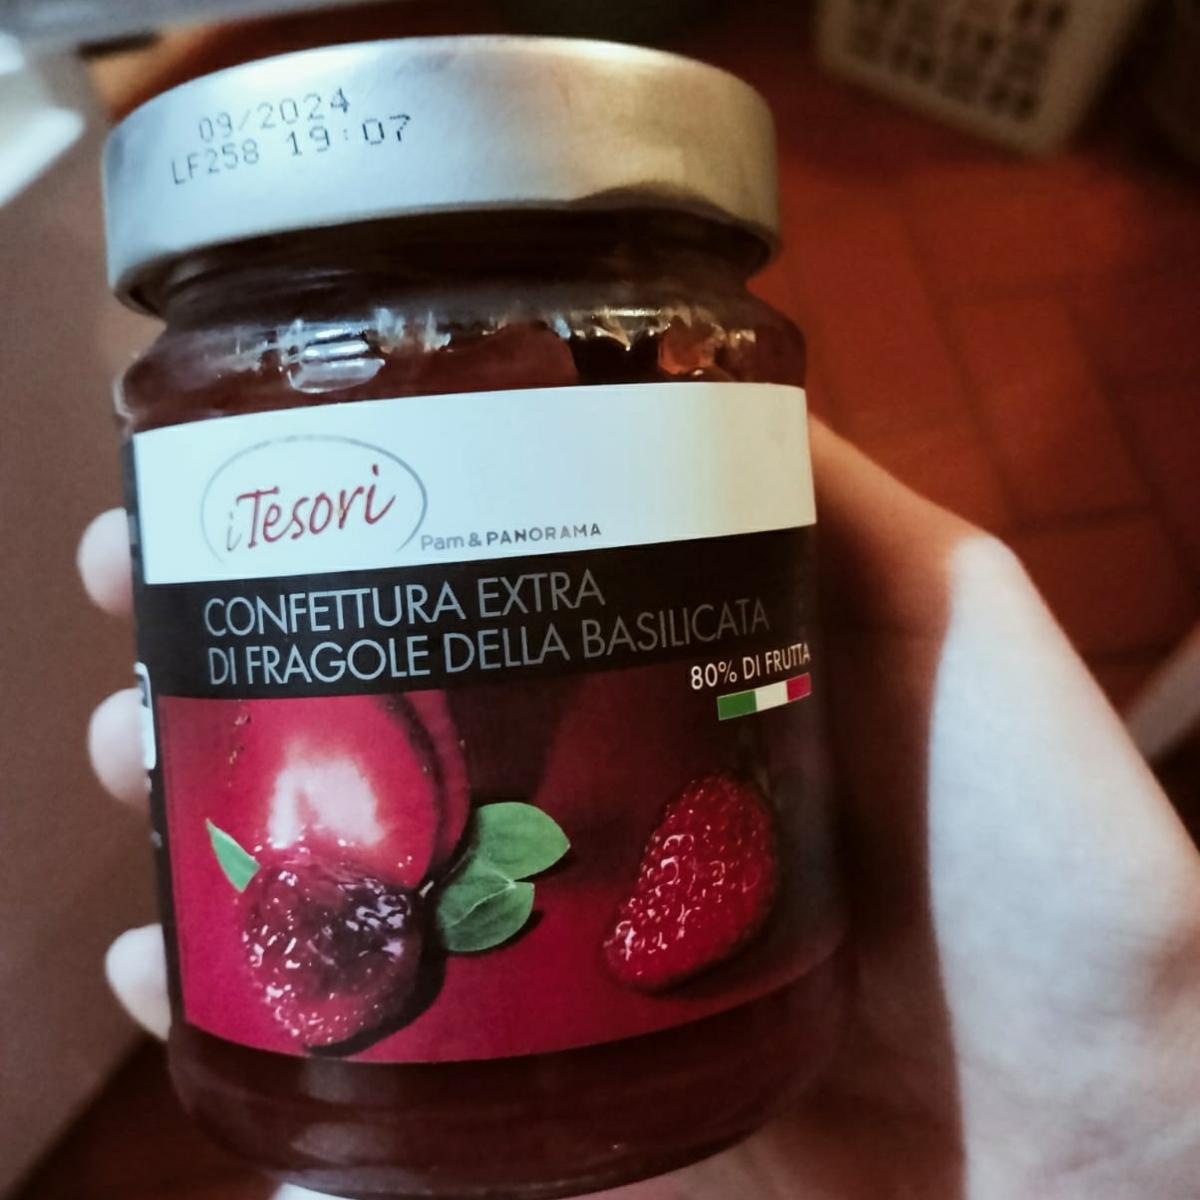 09/2024
LF258 19:07
iTesori
Pam & PANORAMA
CONFETTURA EXTRA
DI FRAGOLE DELLA BASILICATA
80% DI FRUTTA